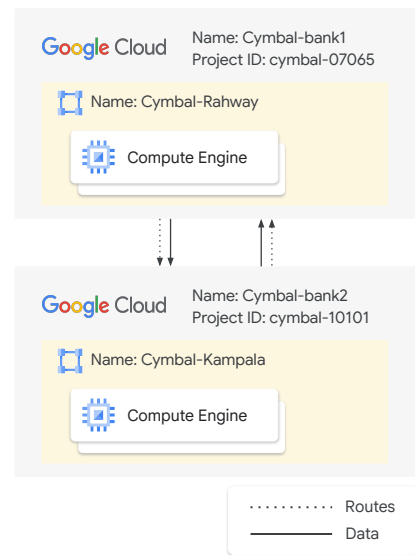 Google Cloud
Name: Cymbal-bank1
Project ID: cymbal-07065
Name: Cymbal-Rahway
Compute Engine
Google Cloud
Name: Cymbal-bank2
Project ID: cymbal-10101
Name: Cymbal-Kampala
Compute Engine
Routes
Data